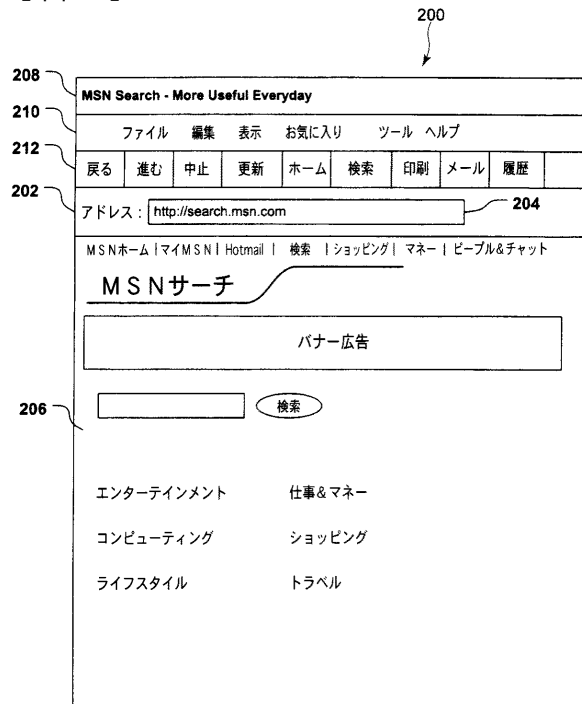 200
208
MSN Search - More Useful Everyday
210
ファイル 編集 表示 お気に入り ツール ヘルプ
212
戻る 進む 中止 更新 ホーム 検索 印刷 メール 履歴
202
アドレス： http://search.msn.com 204
MSNホーム | マイMSN | Hotmail | 検索 | ショッピング | マネー | ピープル&チャット
MSNサーチ
バナー広告
206
検索
エンターテインメント 仕事&マネー
コンピューティング ショッピング
ライフスタイル トラベル